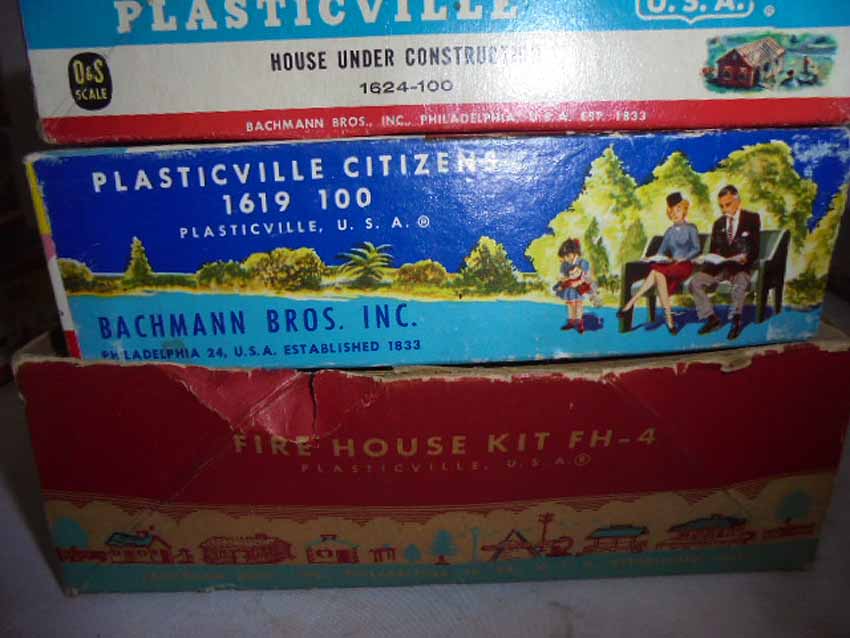 PLASTICVILLE
U.S.A.®
O&S
SCALE
HOUSE UNDER CONSTRUCTION
1624-100
BACHMANN BROS., INC. PHILADELPHIA, U.S.A. EST. 1833
PLASTICVILLE CITIZENS
1619 100
PLASTICVILLE, U. S. A.®
BACHMANN BROS. INC.
PHILADELPHIA 24, U.S.A. ESTABLISHED 1833
FIRE HOUSE KIT FH-4
PLASTICVILLE, U.S.A.®